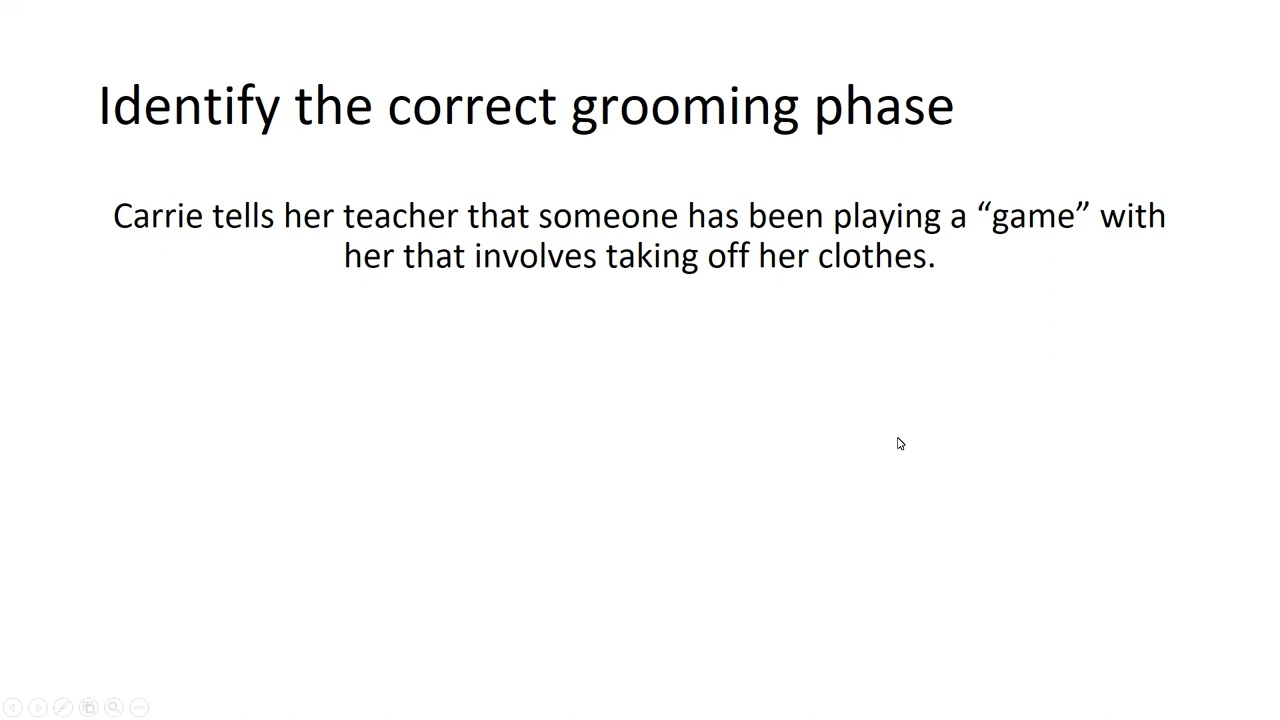 Identify the correct grooming phase
Carrie tells her teacher that someone has been playing a “game” with
her that involves taking off her clothes.